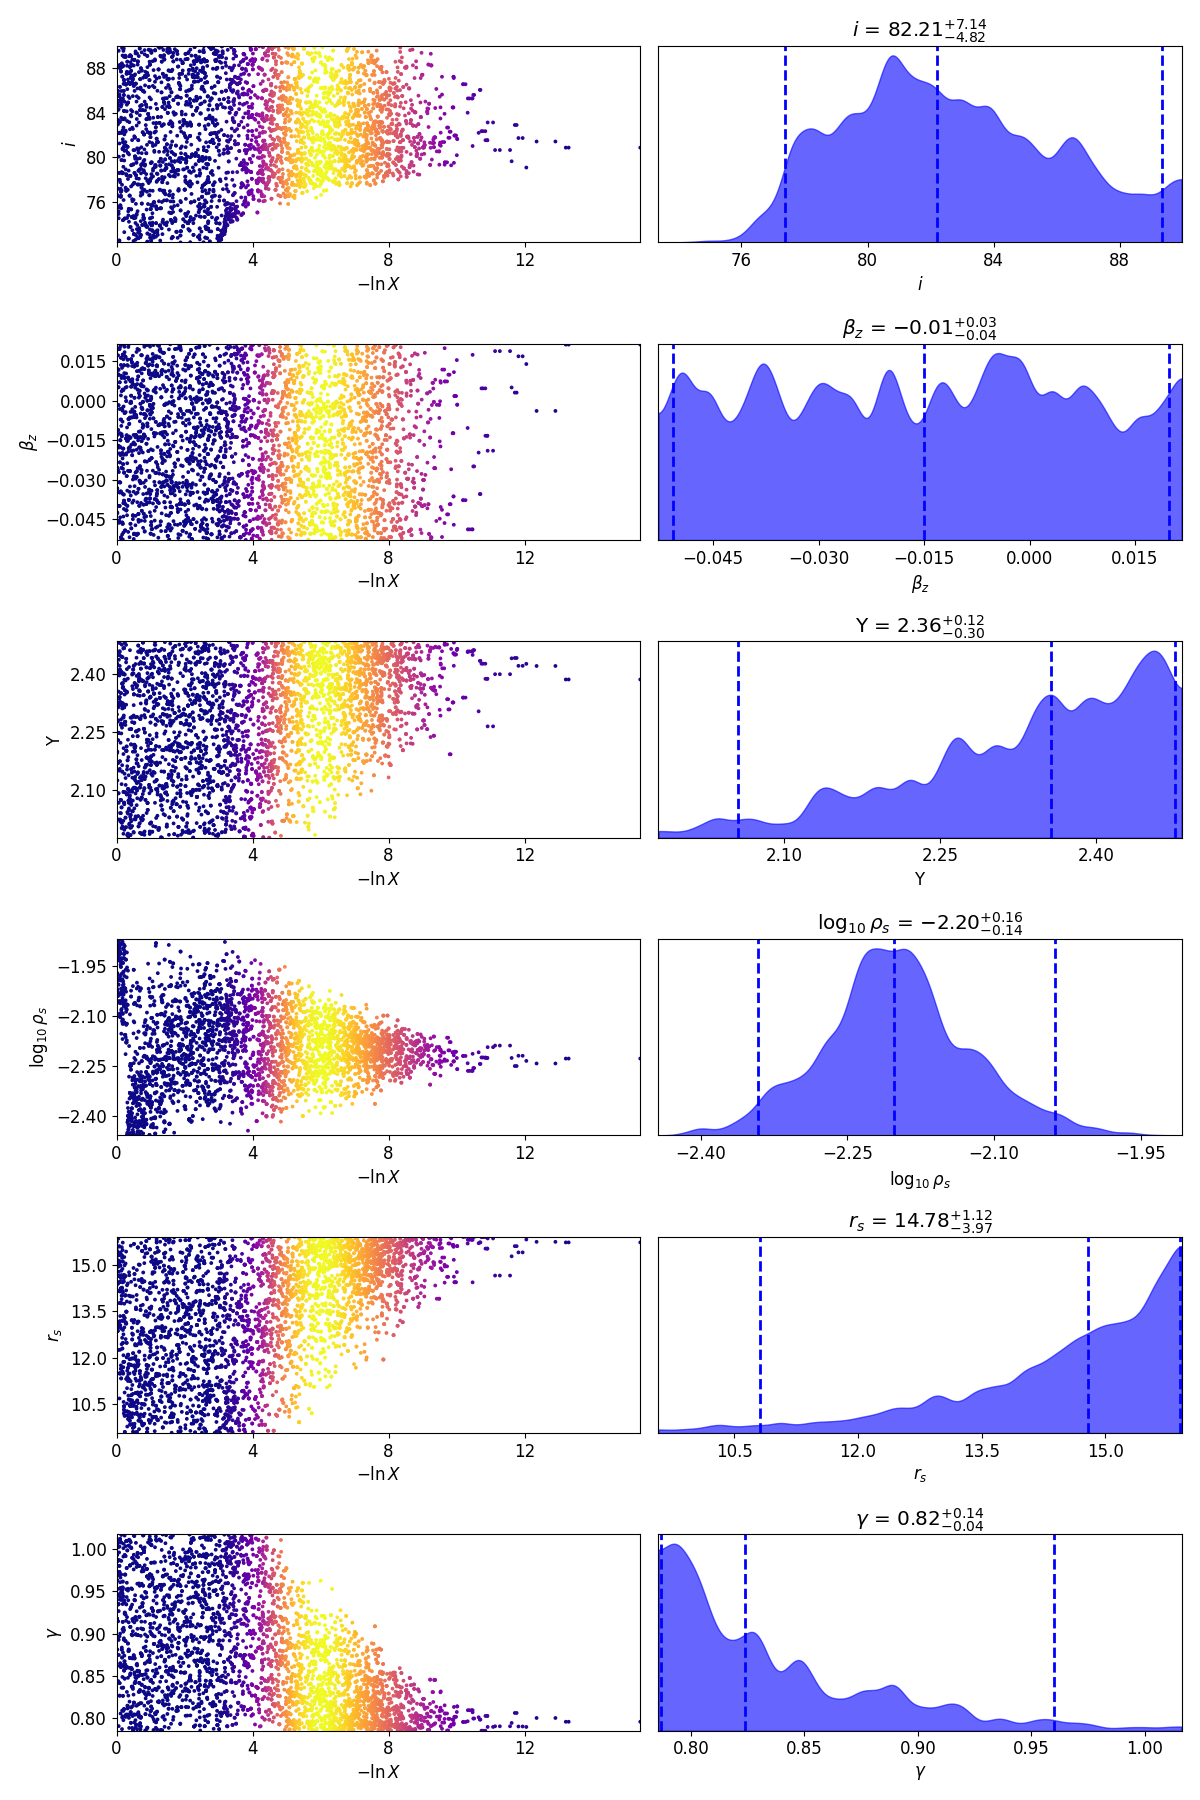 i = 82.21+7.14−4.82
88
84
80
76
i
0 4 8 12
−ln X
76 80 84 88
i
βz = −0.01+0.03−0.04
0.015
0.000
−0.015
−0.030
−0.045
βz
0 4 8 12
−ln X
−0.045 −0.030 −0.015 0.000 0.015
βz
Y = 2.36+0.12−0.30
2.40
2.25
2.10
Y
0 4 8 12
−ln X
2.10 2.25 2.40
Y
log10 ρs = −2.20+0.16−0.14
−1.95
−2.10
−2.25
−2.40
log10 ρs
0 4 8 12
−ln X
−2.40 −2.25 −2.10 −1.95
log10 ρs
rs = 14.78+1.12−3.97
15.0
13.5
12.0
10.5
rs
0 4 8 12
−ln X
10.5 12.0 13.5 15.0
rs
γ = 0.82+0.14−0.04
1.00
0.95
0.90
0.85
0.80
γ
0 4 8 12
−ln X
0.80 0.85 0.90 0.95 1.00
γ